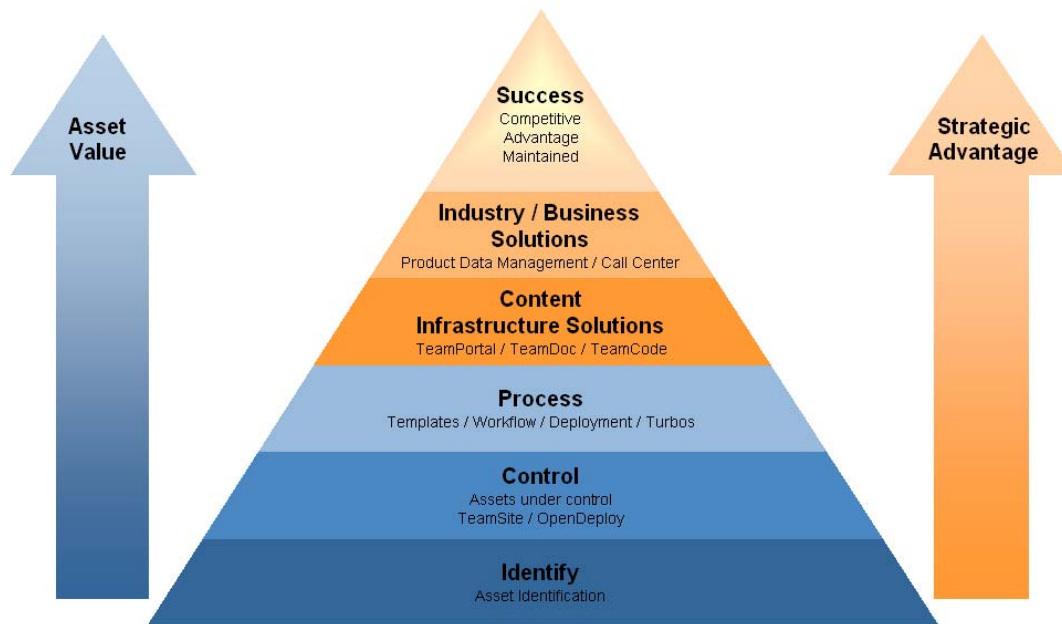 Asset
Value
Success
Competitive
Advantage
Maintained
Strategic
Advantage
Industry / Business
Solutions
Product Data Management / Call Center
Content
Infrastructure Solutions
TeamPortal / TeamDoc / TeamCode
Process
Templates / Workflow / Deployment / Turbos
Control
Assets under control
TeamSite / OpenDeploy
Identify
Asset Identification